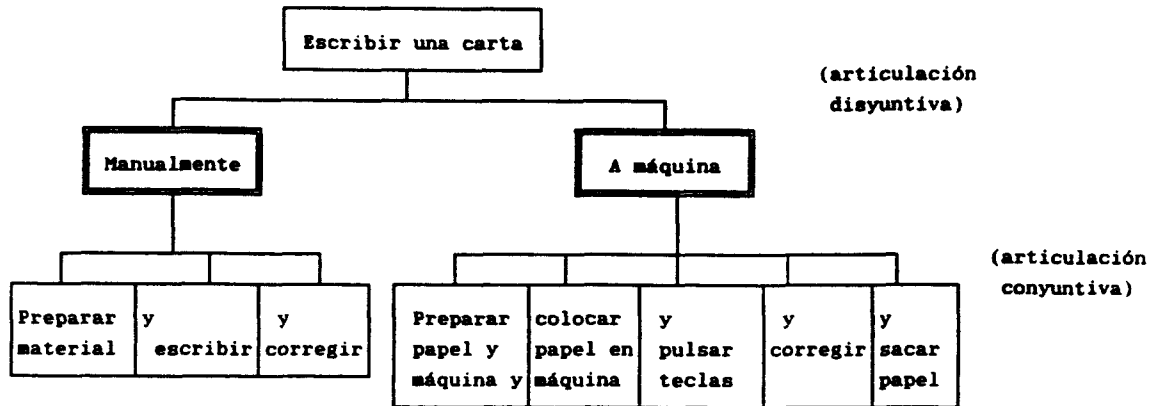 Escribir una carta
(articulación
disyuntiva)
Manualmente
A máquina
(articulación
conyuntiva)
Preparar
material
y
escribir
y
corregir
Preparar
papel y
máquina y
colocar
papel en
máquina
y
pulsar
teclas
y
corregir
y
sacar
papel